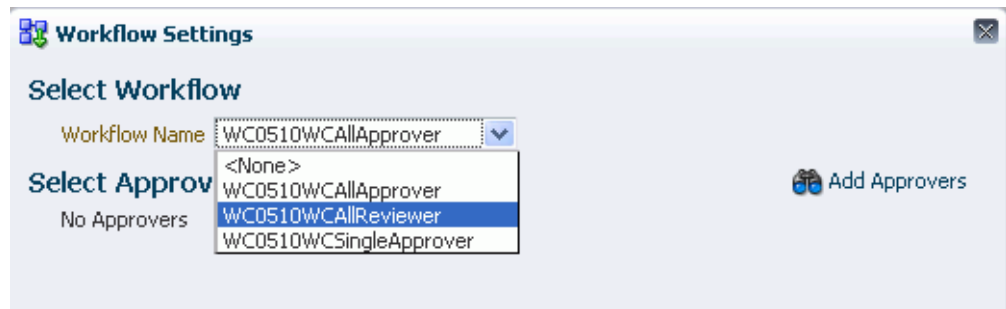 Workflow Settings
Select Workflow
Workflow Name WC0510WCAllApprover
<None>
Select Approv WC0510WCAllApprover Add Approvers
No Approvers WC0510WCAllReviewer
WC0510WCSingleApprover